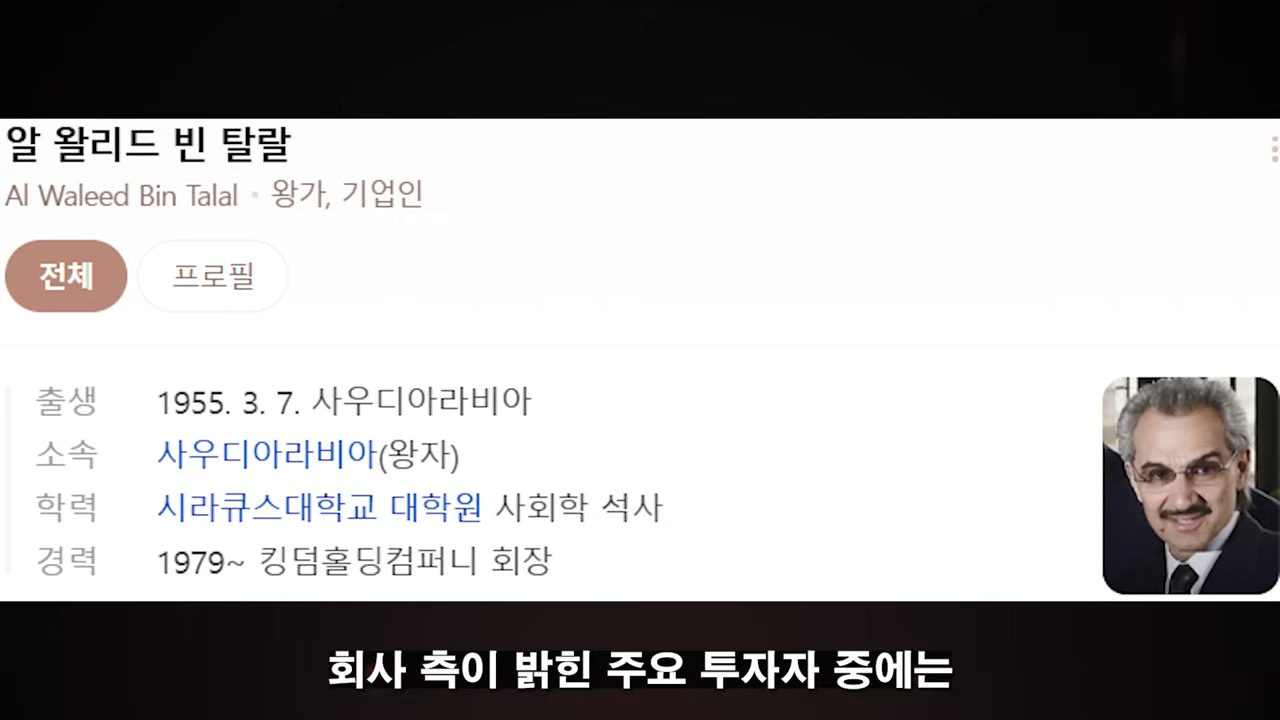 알 왈리드 빈 탈랄
Al Waleed Bin Talal · 왕가, 기업인
전체 프로필
출생 1955. 3. 7. 사우디아라비아
소속 사우디아라비아(왕자)
학력 시라큐스대학교 대학원 사회학 석사
경력 1979~ 킹덤홀딩컴퍼니 회장
회사 측이 밝힌 주요 투자자 중에는